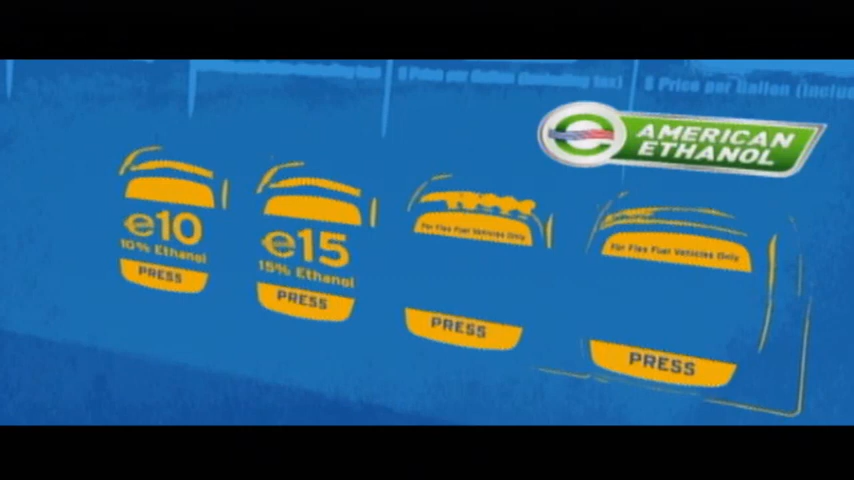 $ Price per Gallon (including tax)
$ Price per Gallon (inclu
AMERICAN
ETHANOL
e10
10% Ethanol
PRESS
e15
15% Ethanol
PRESS
For Flex Fuel Vehicles Only
PRESS
For Flex Fuel Vehicles Only
PRESS